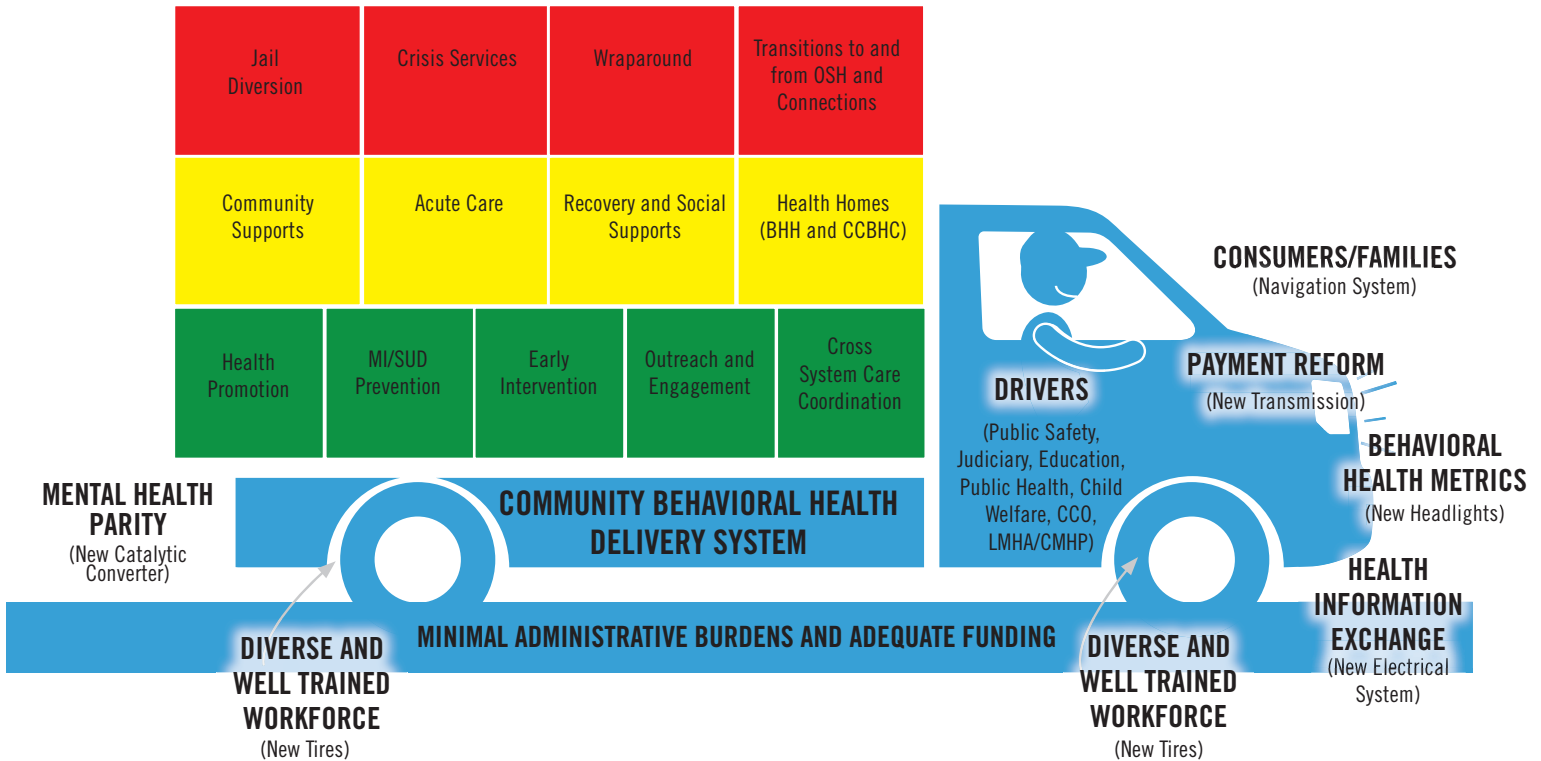 Jail
Diversion
Crisis Services
Wraparound
Transitions to and
from OSH and
Connections
Community
Supports
Acute Care
Recovery and Social
Supports
Health Homes
(BHH and CCBHC)
Health
Promotion
MI/SUD
Prevention
Early
Intervention
Outreach and
Engagement
Cross
System Care
Coordination
CONSUMERS/FAMILIES
(Navigation System)
PAYMENT REFORM
(New Transmission)
DRIVERS
(Public Safety,
Judiciary, Education,
Public Health, Child
Welfare, CCO,
LMHA/CMHP)
BEHAVIORAL
HEALTH METRICS
(New Headlights)
MENTAL HEALTH
PARITY
(New Catalytic
Converter)
COMMUNITY BEHAVIORAL HEALTH
DELIVERY SYSTEM
HEALTH
INFORMATION
EXCHANGE
(New Electrical
System)
MINIMAL ADMINISTRATIVE BURDENS AND ADEQUATE FUNDING
DIVERSE AND
WELL TRAINED
WORKFORCE
(New Tires)
DIVERSE AND
WELL TRAINED
WORKFORCE
(New Tires)